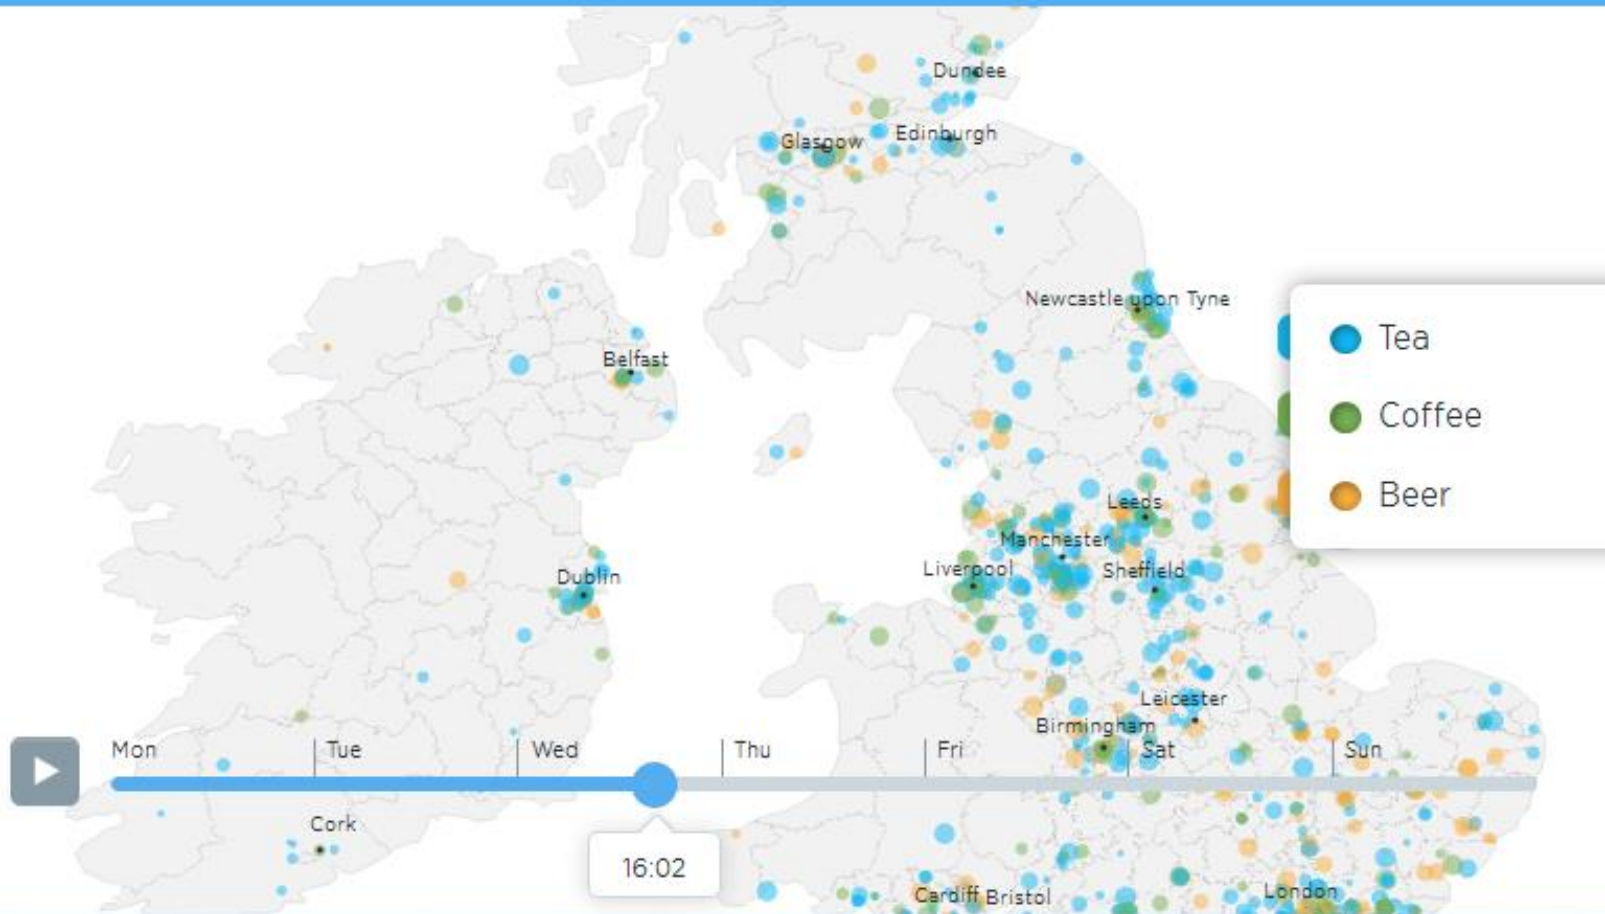 Dundee
Glasgow
Edinburgh
Newcastle upon Tyne
Tea
Belfast
Coffee
Beer
Leeds
Manchester
Liverpool
Sheffield
Dublin
Leicester
Birmingham
Mon Tue Wed Thu Fri Sat Sun
Cork
16:02
Cardiff Bristol London